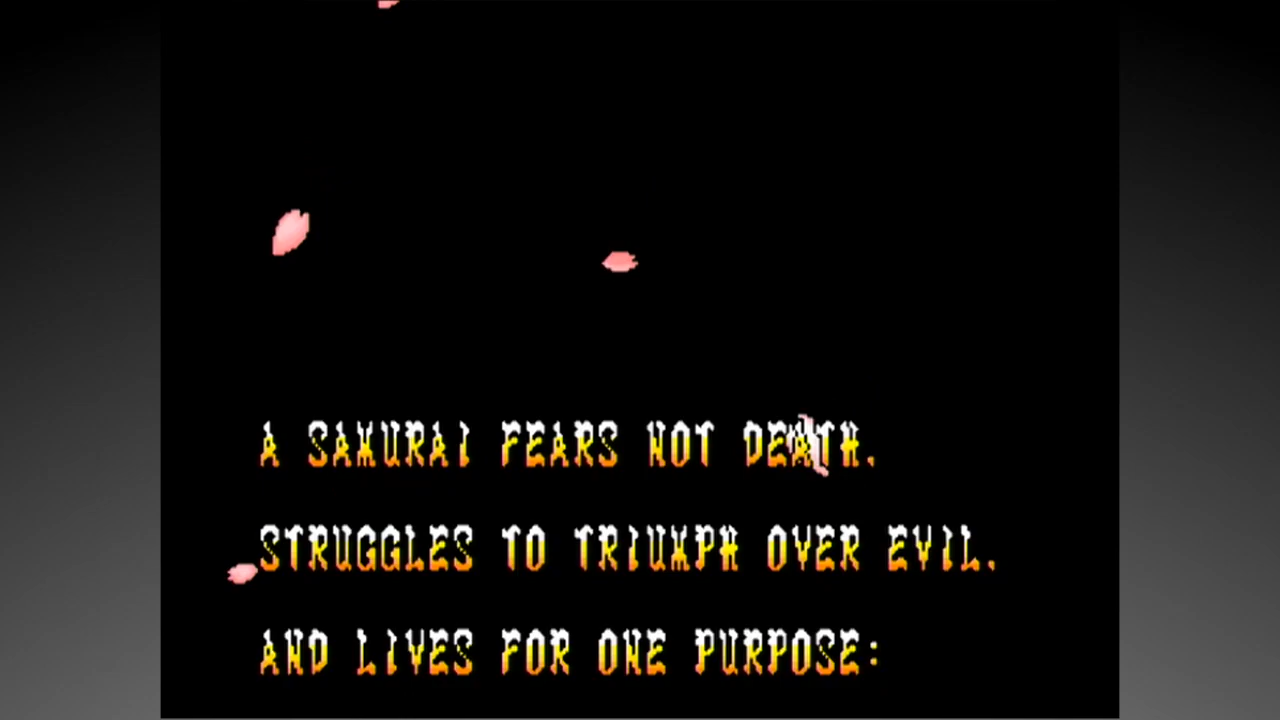 A SAMURAI FEARS NOT DEATH.
STRUGGLES TO TRIUMPH OVER EVIL.
AND LIVES FOR ONE PURPOSE: